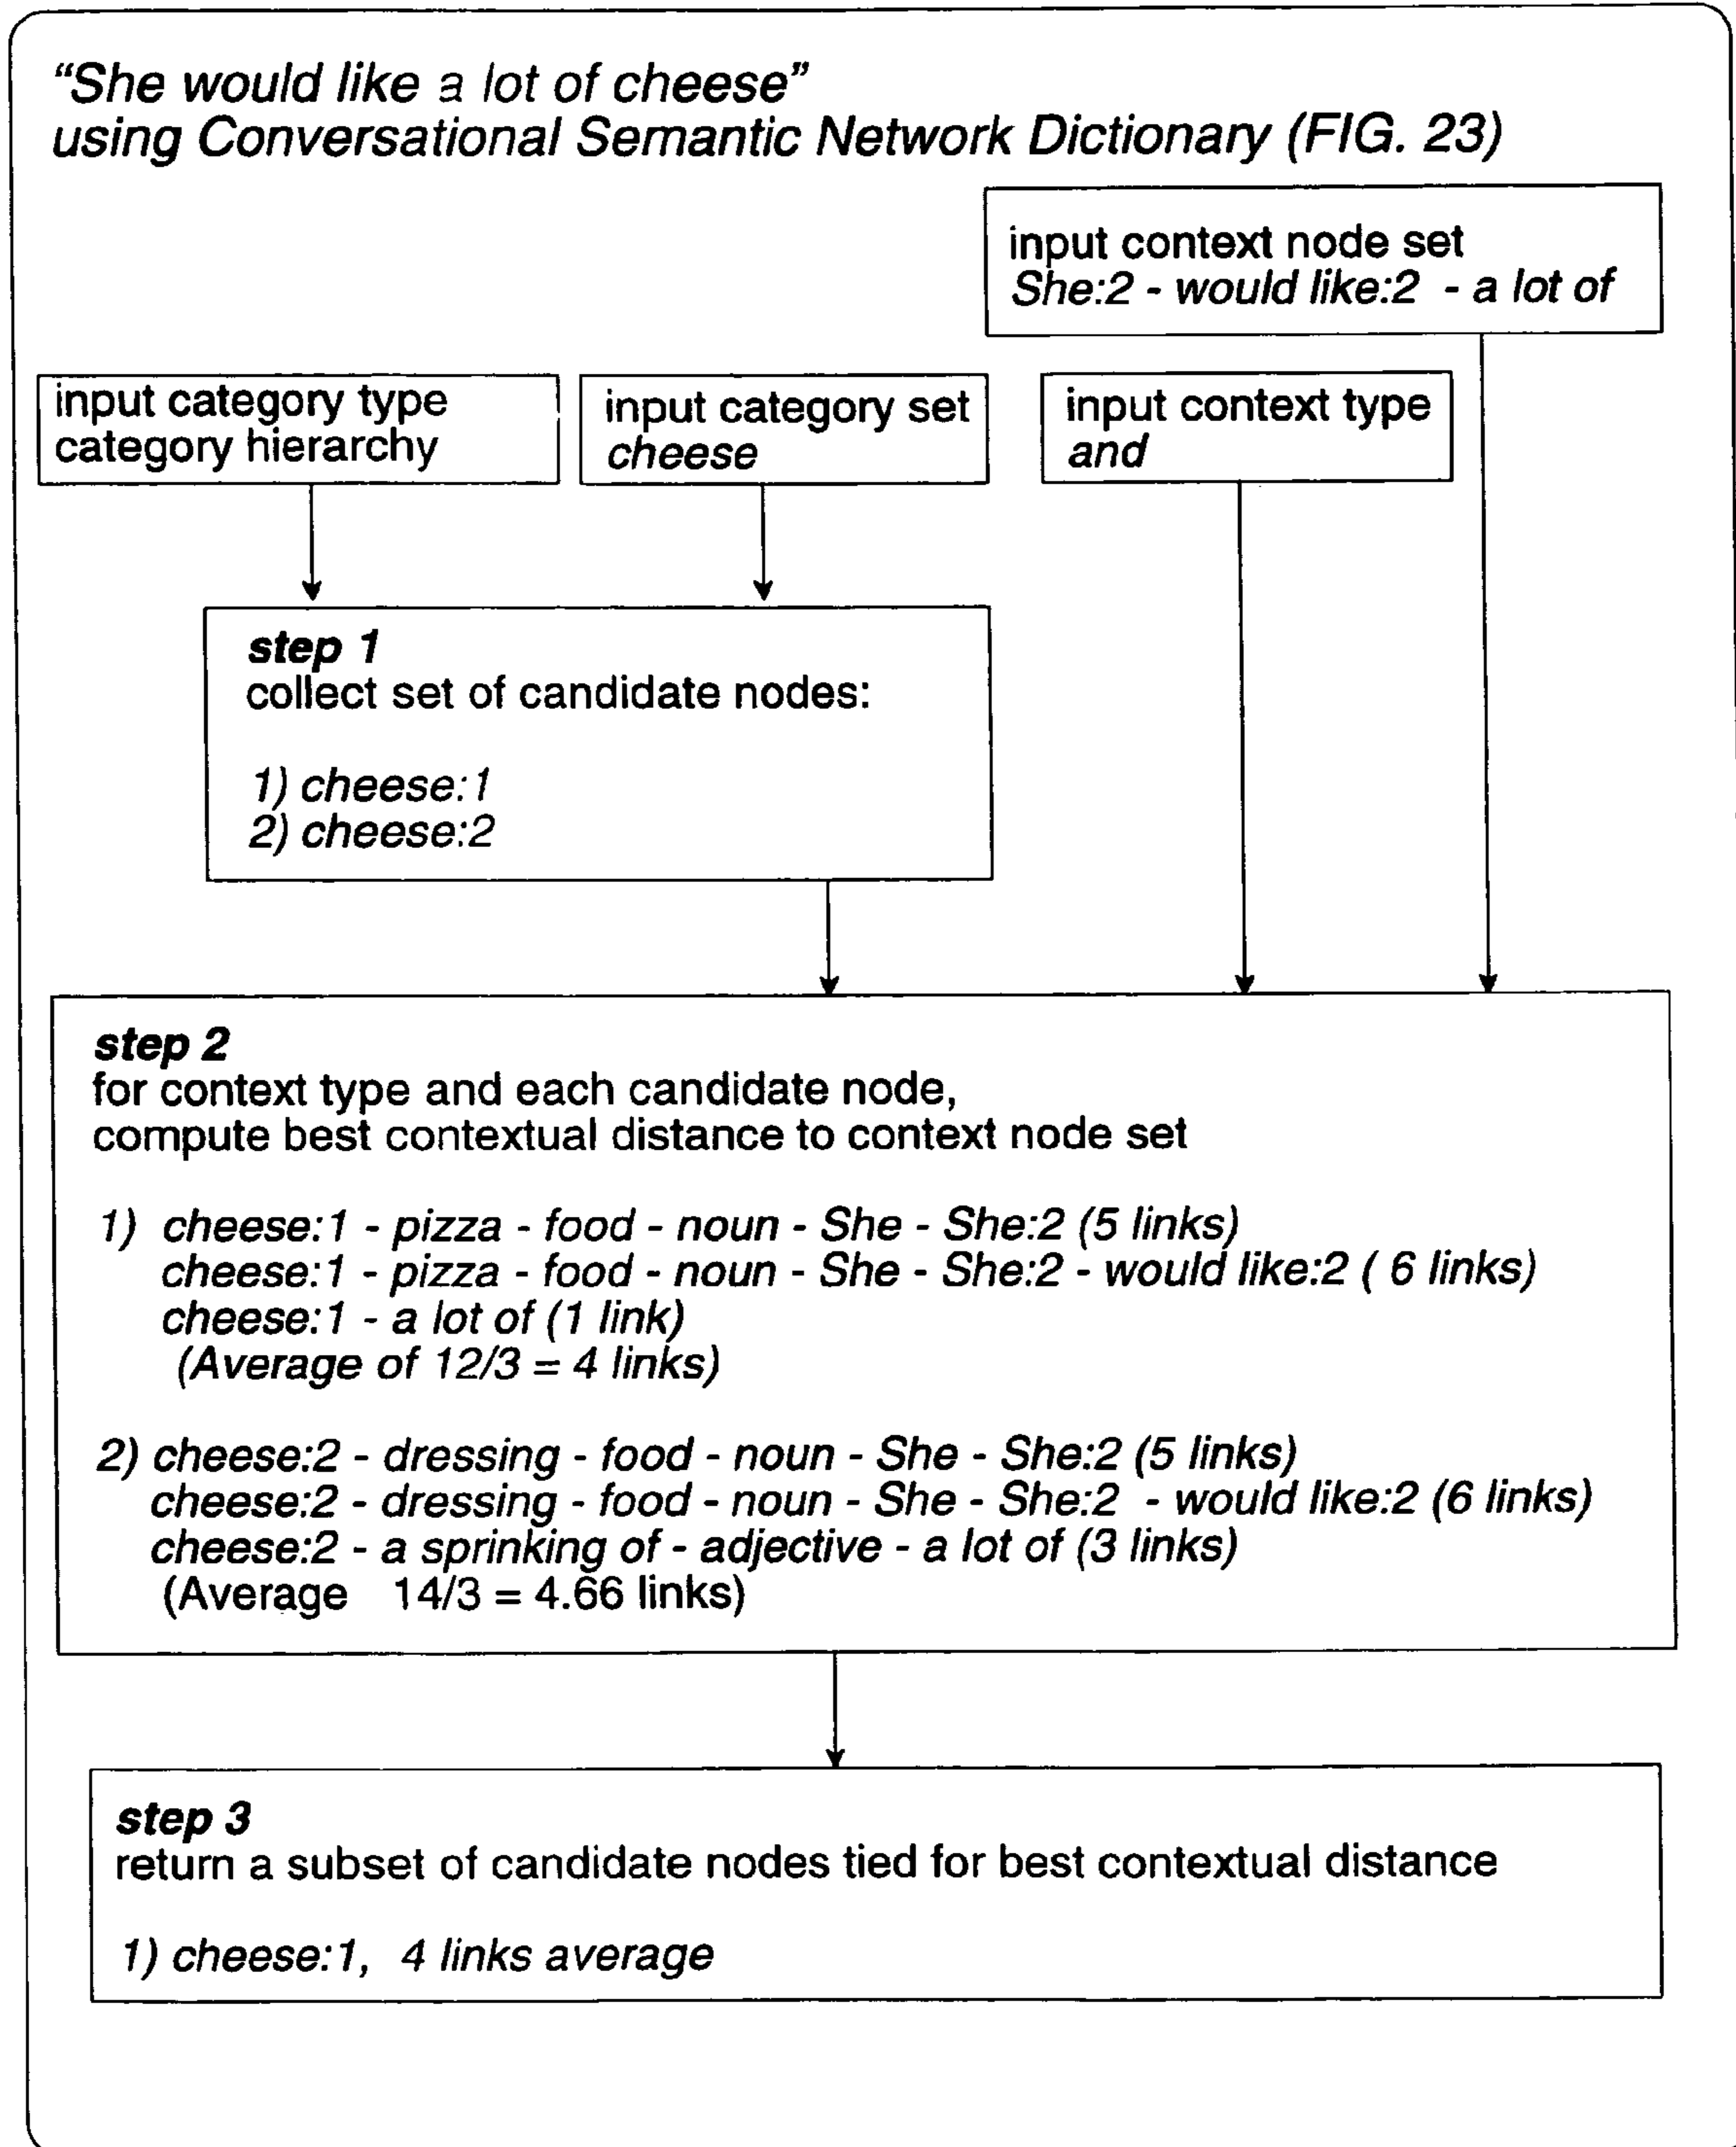 “She would like a lot of cheese”
using Conversational Semantic Network Dictionary (FIG. 23)
input context node set
She:2 - would like:2 - a lot of
input category type
category hierarchy
input category set
cheese
input context type
and
step 1
collect set of candidate nodes:
1) cheese:1
2) cheese:2
step 2
for context type and each candidate node,
compute best contextual distance to context node set
1) cheese:1 - pizza - food - noun - She - She:2 (5 links)
cheese:1 - pizza - food - noun - She - She:2 - would like:2 ( 6 links)
cheese:1 - a lot of (1 link)
(Average of 12/3 = 4 links)
2) cheese:2 - dressing - food - noun - She - She:2 (5 links)
cheese:2 - dressing - food - noun - She - She:2 - would like:2 (6 links)
cheese:2 - a sprinking of - adjective - a lot of (3 links)
(Average 14/3 = 4.66 links)
step 3
return a subset of candidate nodes tied for best contextual distance
1) cheese:1, 4 links average